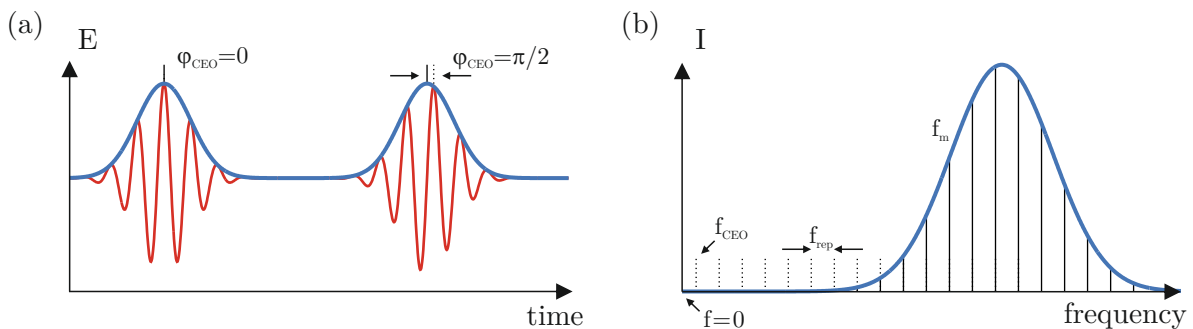 (a)
E
φCEO=0
φCEO=π/2
time
(b)
I
fm
fCEO
frep
f=0
frequency